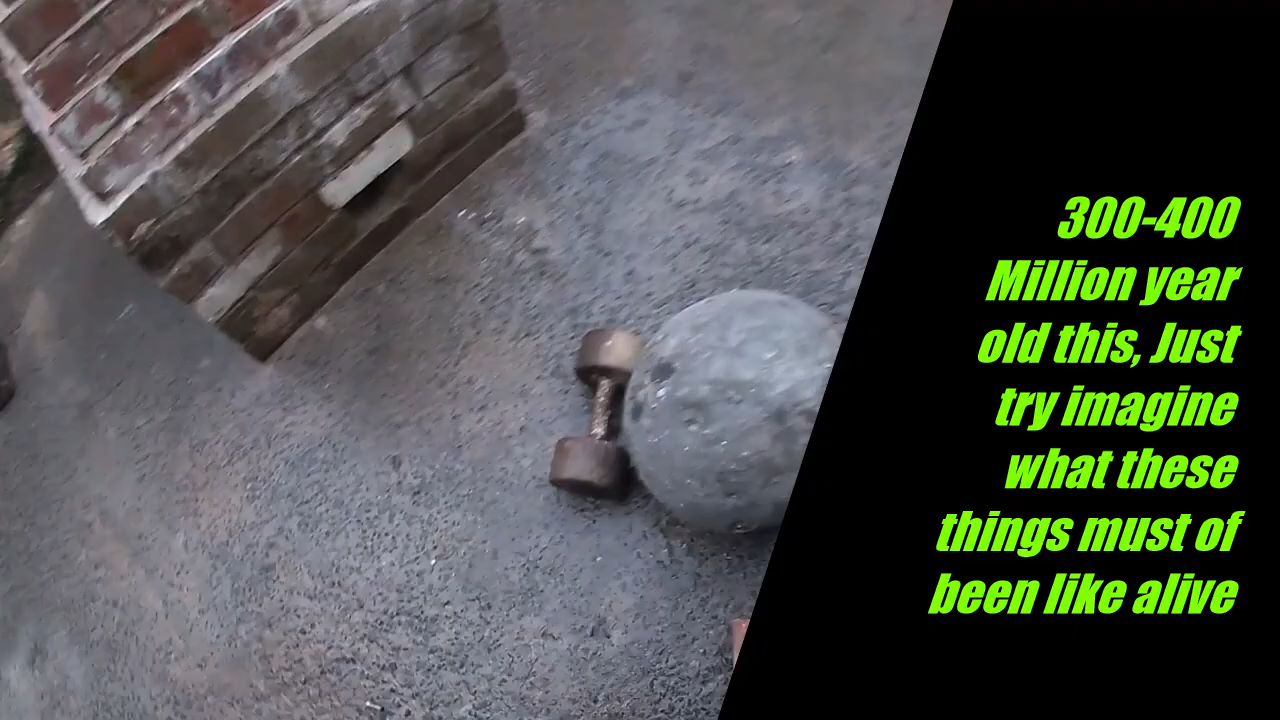 300-400
Million year
old this, Just
try imagine
what these
things must of
been like alive